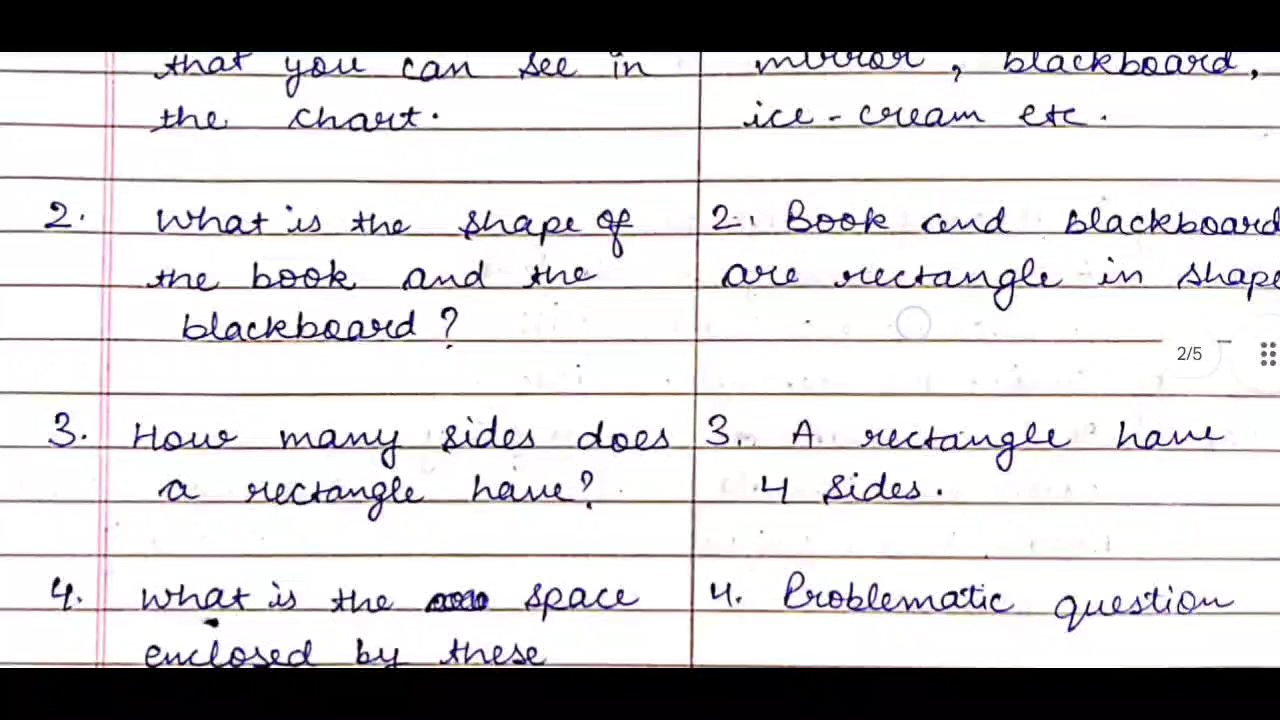 that you can see in
the chart.
mirror, blackboard,
ice-cream etc.
2. What is the shape of
the book and the
blackboard?
2. Book and blackboard
are rectangle in shape
2/5
3. How many sides does
a rectangle have?
3. A rectangle have
4 sides.
4. What is the space
enclosed by these
4. Problematic question